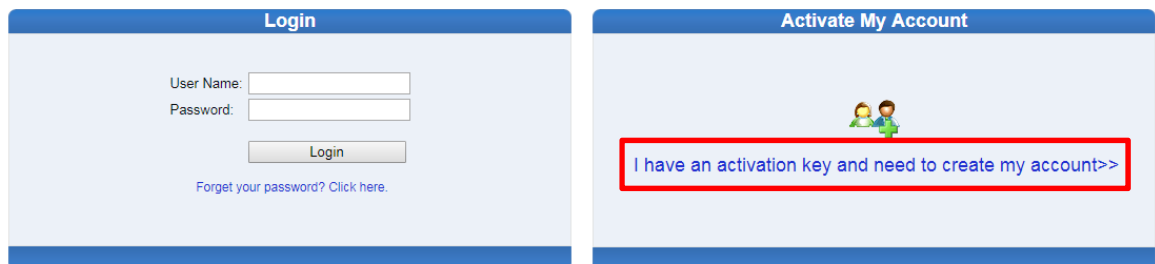 Login
User Name:
Password:
Login
Forget your password? Click here.
Activate My Account
I have an activation key and need to create my account>>